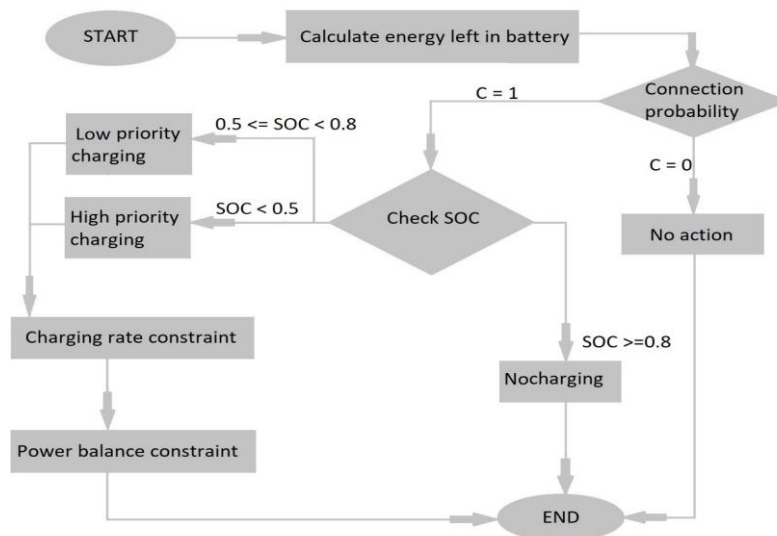 START
Calculate energy left in battery
Connection
probability
C = 1
C = 0
Low priority
charging
0.5 <= SOC < 0.8
High priority
charging
SOC < 0.5
Check SOC
No action
Charging rate constraint
SOC >=0.8
Nocharging
Power balance constraint
END